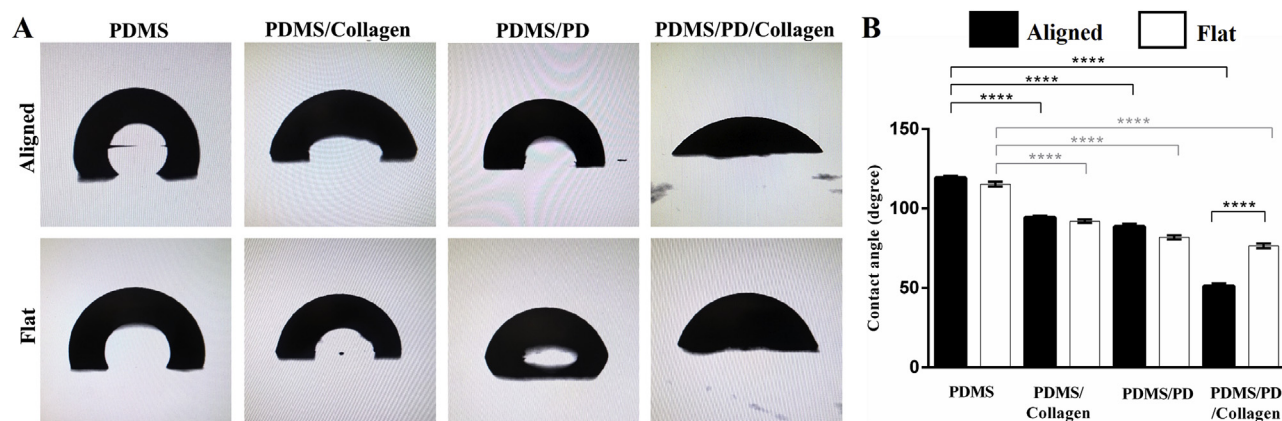 A
PDMS
PDMS/Collagen
PDMS/PD
PDMS/PD/Collagen
Aligned
Flat
B
Aligned
Flat
****
****
****
****
****
****
****
Contact angle (degree)
150
100
50
0
PDMS
PDMS/
Collagen
PDMS/PD
PDMS/PD
/Collagen